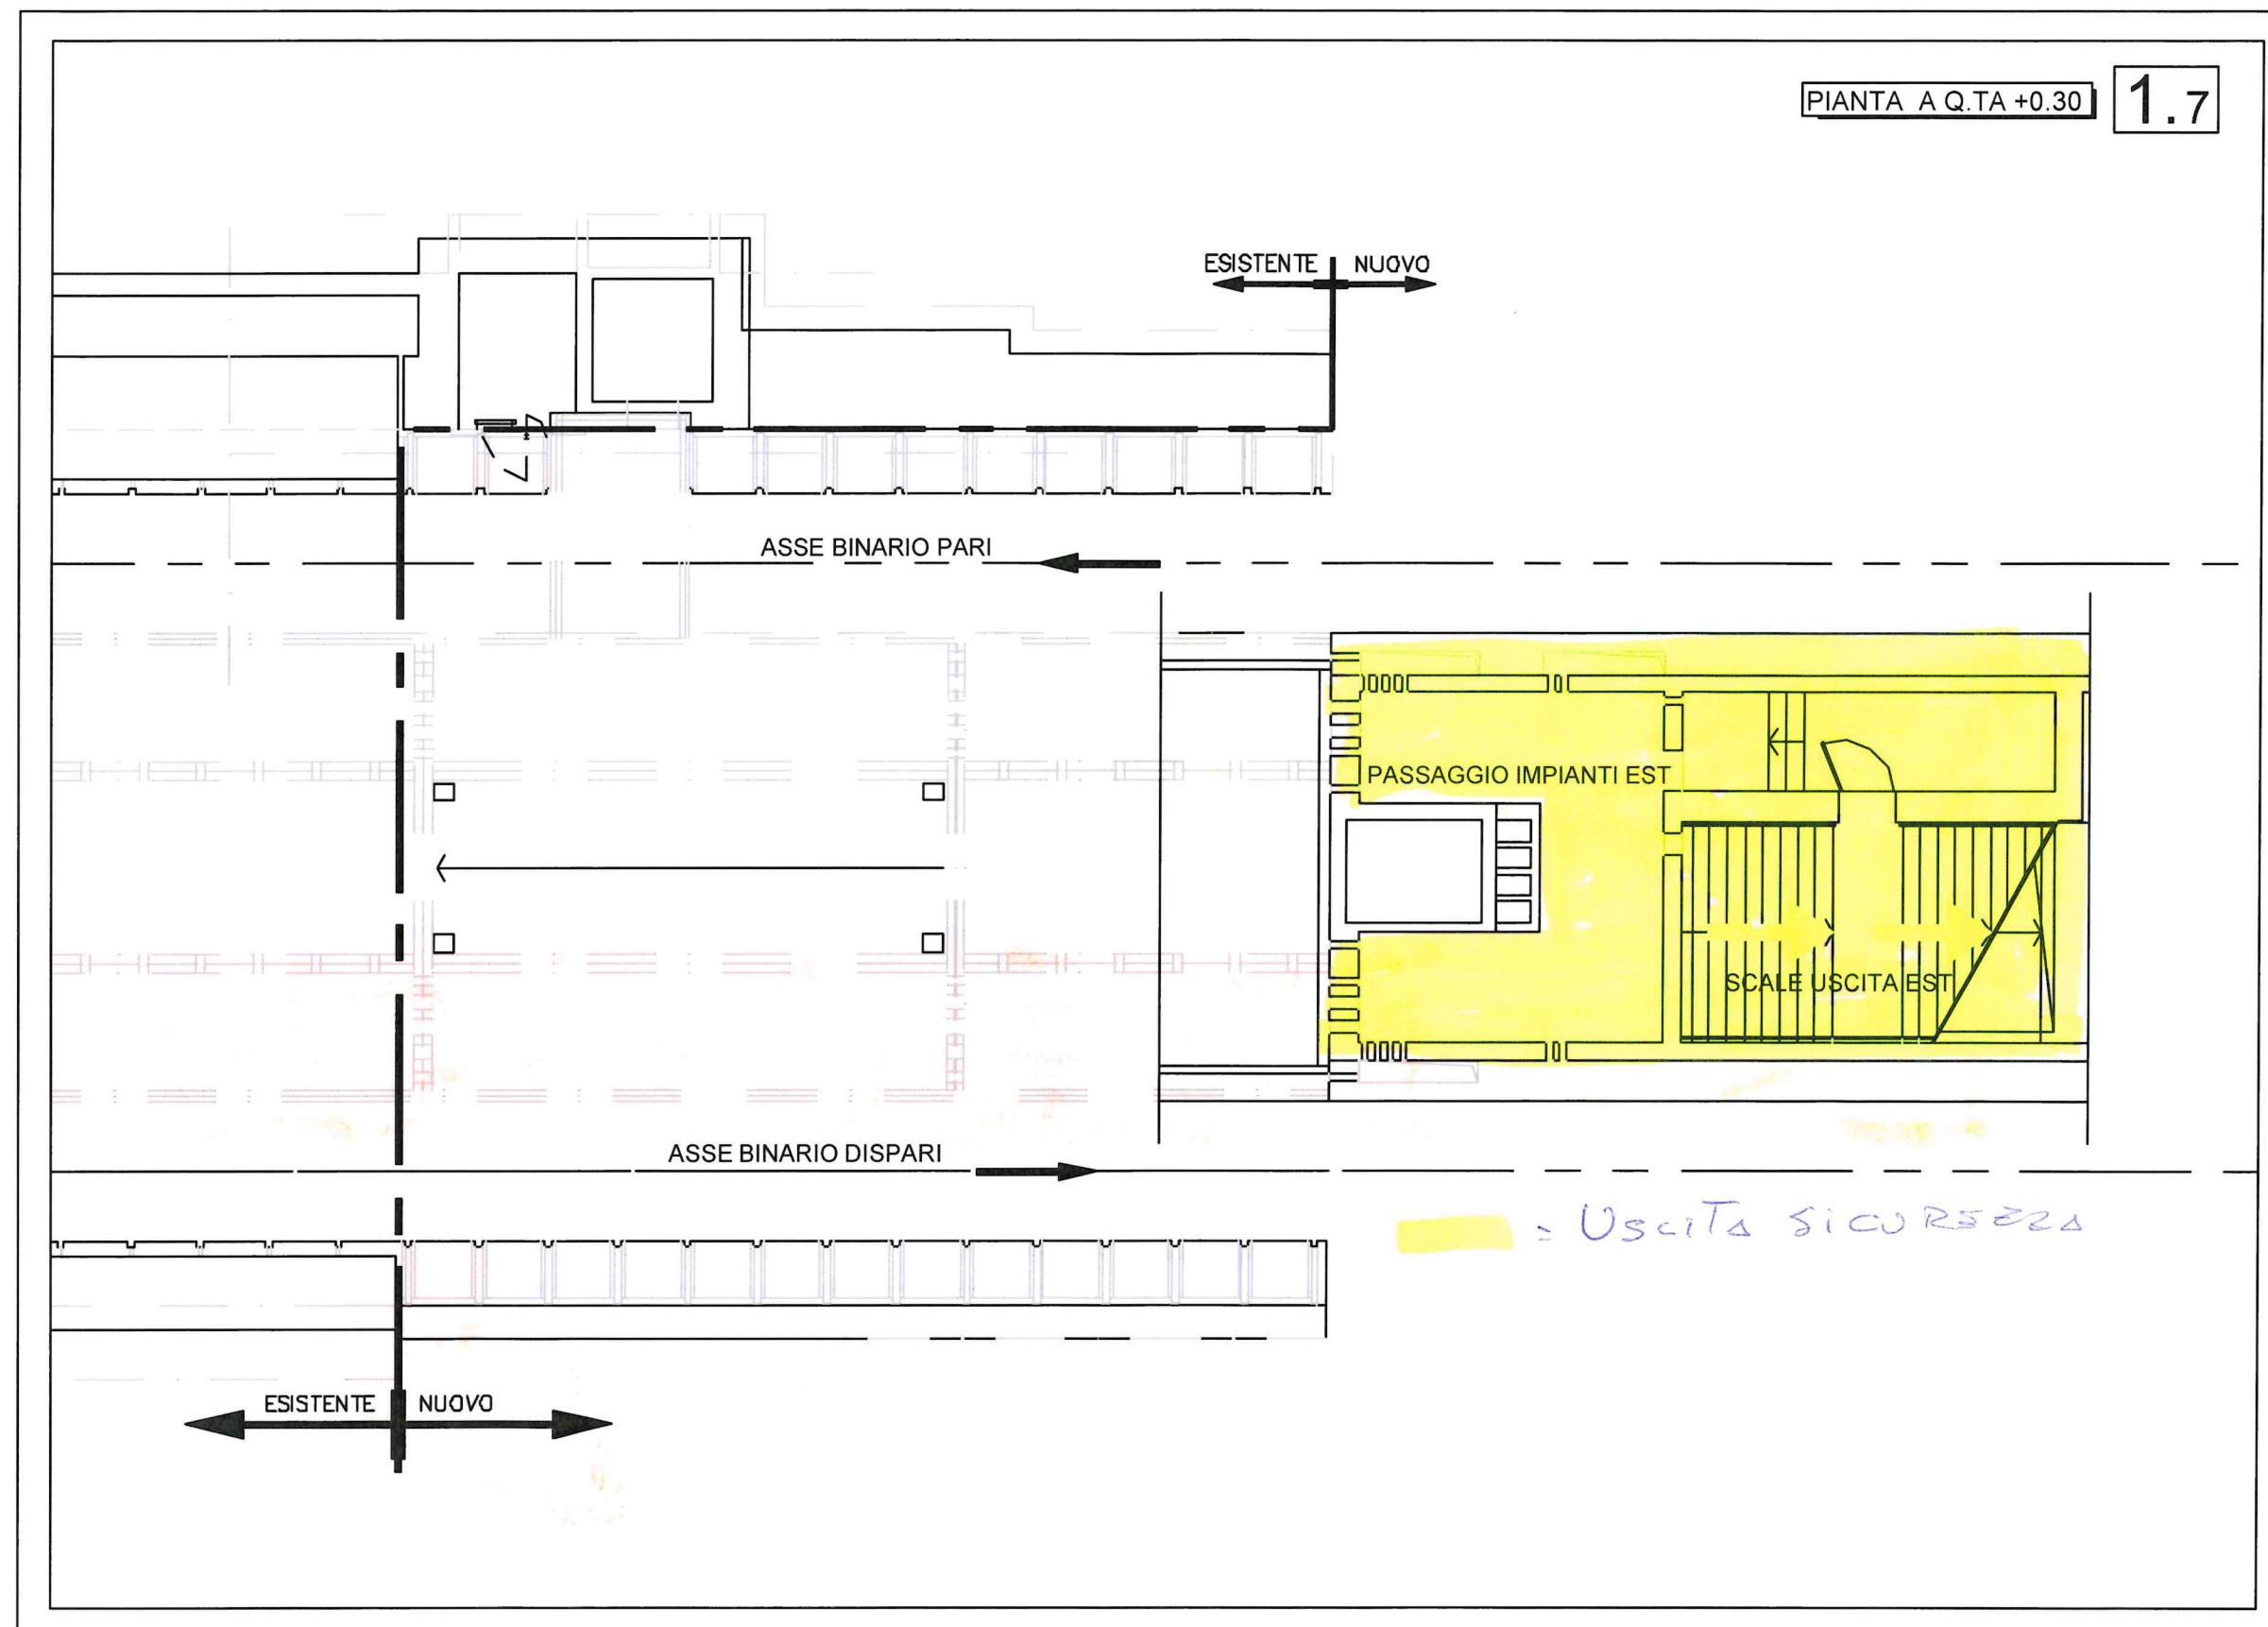 PIANTA A Q.TA +0.30
1.7
ESISTENTE NUOVO
ASSE BINARIO PARI
PASSAGGIO IMPIANTI EST
SCALE USCITA EST
ASSE BINARIO DISPARI
= USCITA SICUREZZA
ESISTENTE NUOVO